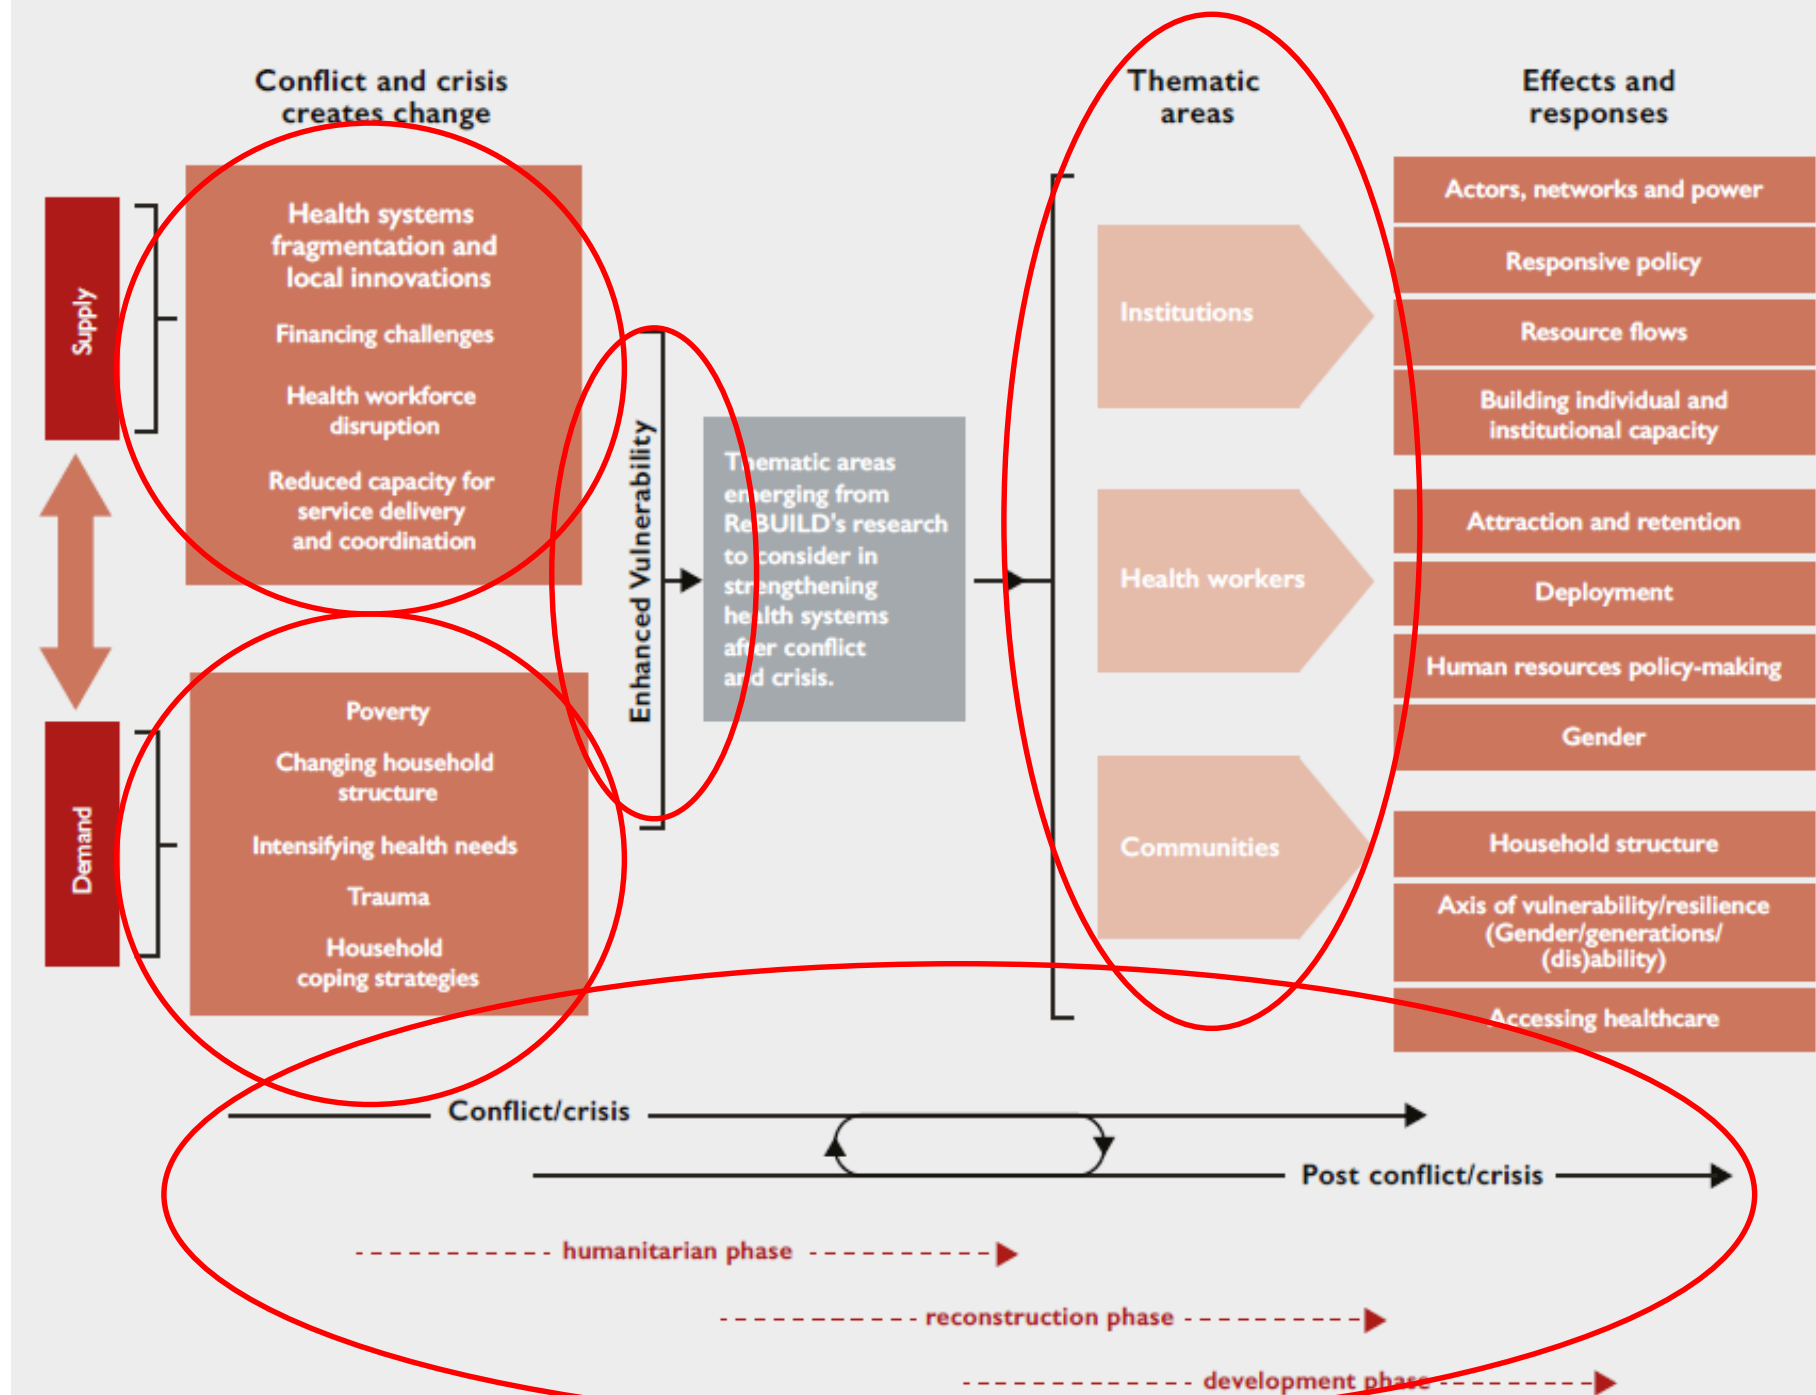 Conflict and crisis
creates change
Supply
Health systems
fragmentation and
local innovations
Financing challenges
Health workforce
disruption
Reduced capacity for
service delivery
and coordination
Demand
Poverty
Changing household
structure
Intensifying health needs
Trauma
Household
coping strategies
Enhanced Vulnerability
Thematic areas
emerging from
ReBUILD's research
to consider in
strengthening
health systems
after conflict
and crisis.
Thematic
areas
Institutions
Health workers
Communities
Effects and
responses
Actors, networks and power
Responsive policy
Resource flows
Building individual and
institutional capacity
Attraction and retention
Deployment
Human resources policy-making
Gender
Household structure
Axis of vulnerability/resilience
(Gender/generations/
(dis)ability)
Accessing healthcare
Conflict/crisis
Post conflict/crisis
humanitarian phase
reconstruction phase
development phase